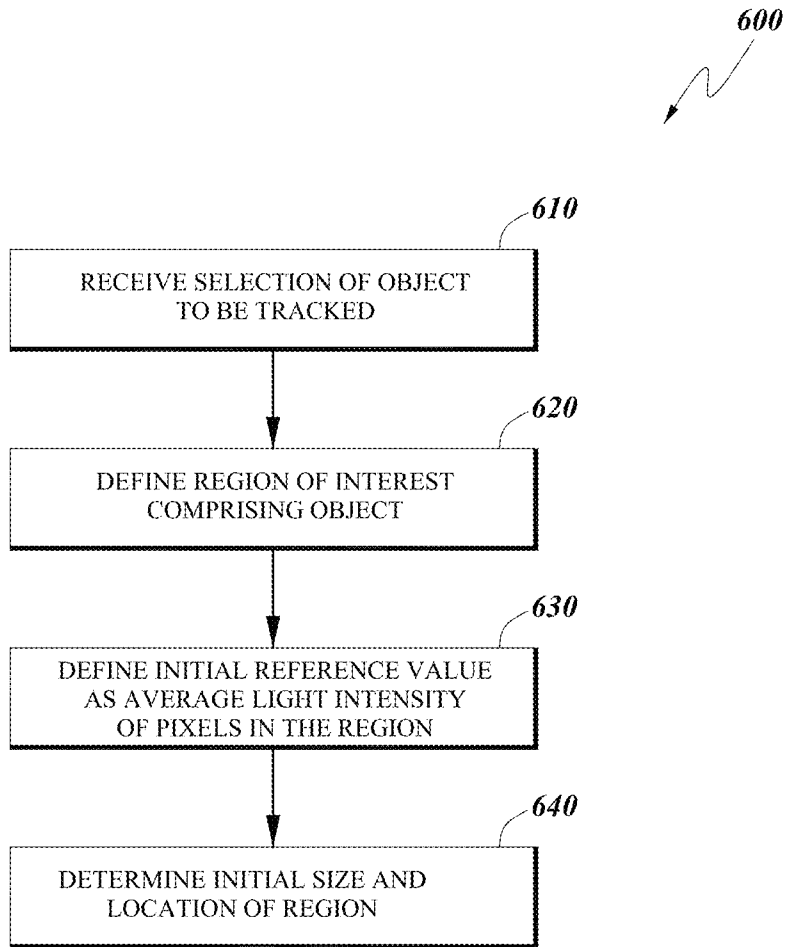 600
610
RECEIVE SELECTION OF OBJECT
TO BE TRACKED
620
DEFINE REGION OF INTEREST
COMPRISING OBJECT
630
DEFINE INITIAL REFERENCE VALUE
AS AVERAGE LIGHT INTENSITY
OF PIXELS IN THE REGION
640
DETERMINE INITIAL SIZE AND
LOCATION OF REGION